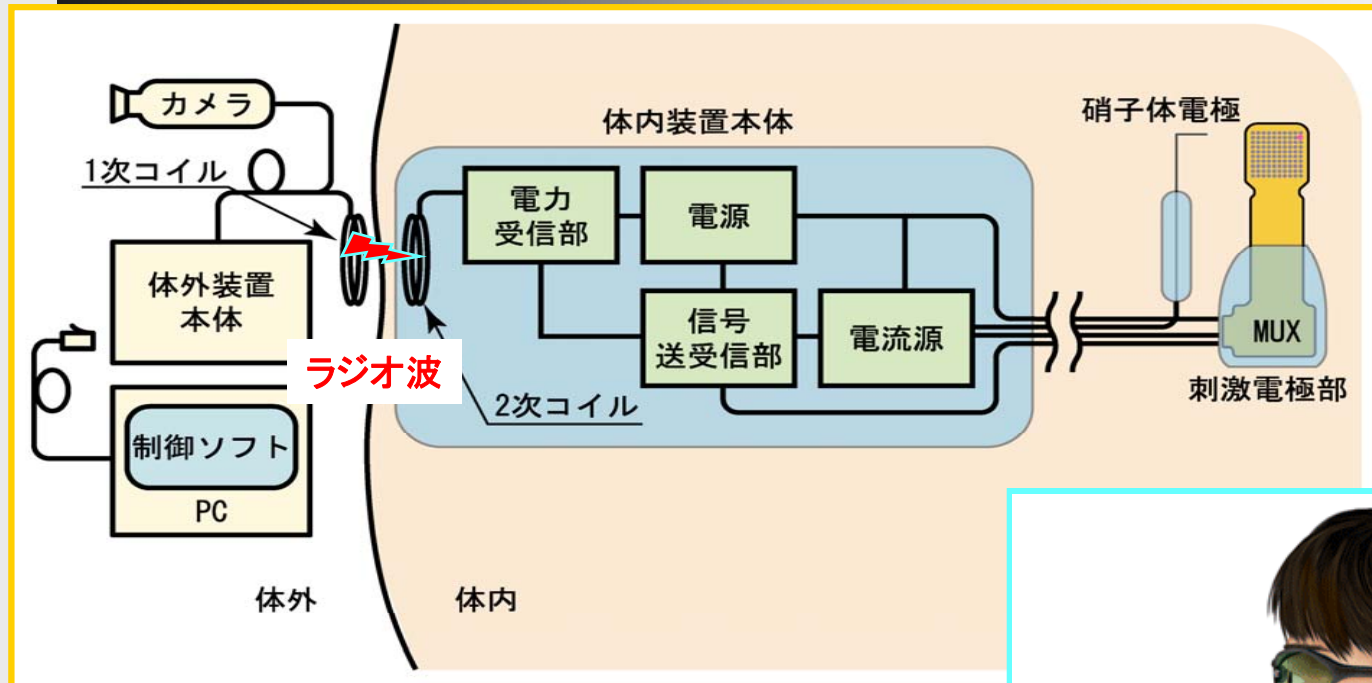 カメラ
1次コイル
体外装置
本体
制御ソフト
PC
ラジオ波
体外
体内
体内装置本体
電力
受信部
電源
信号
送受信部
電流源
2次コイル
硝子体電極
MUX
刺激電極部